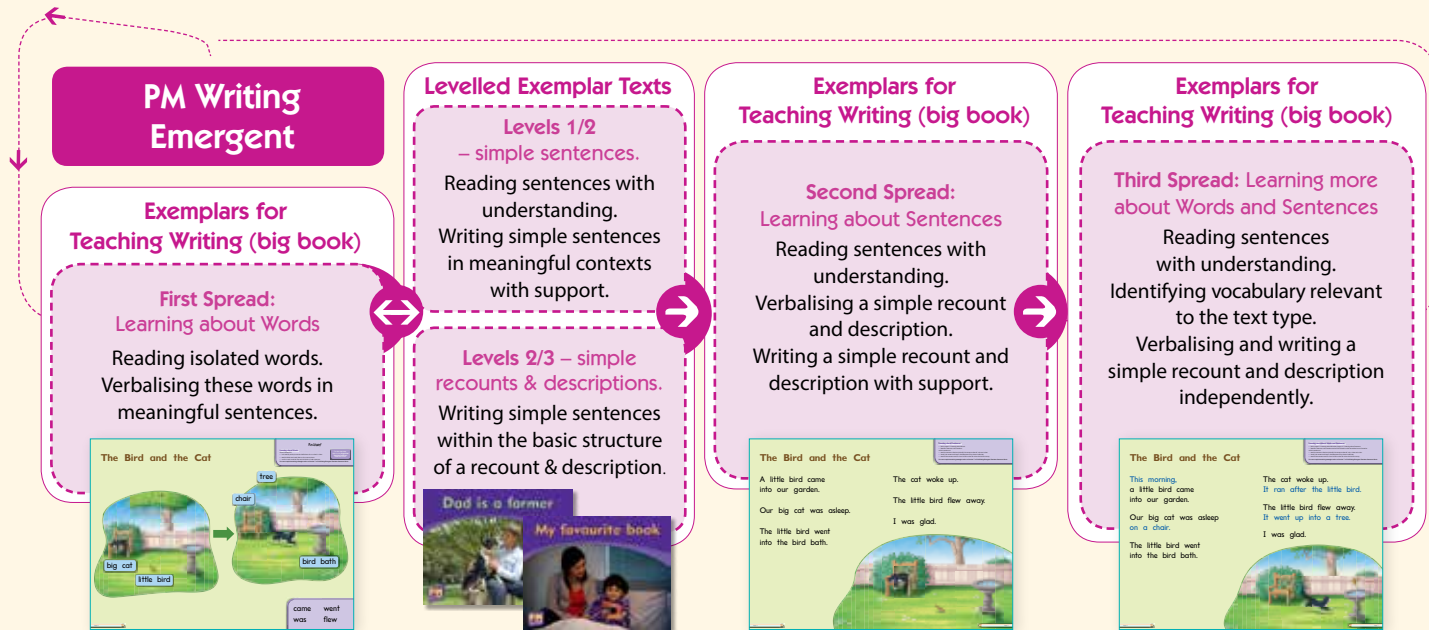 PM Writing
Emergent
Exemplars for
Teaching Writing (big book)
First Spread:
Learning about Words
Reading isolated words.
Verbalising these words in
meaningful sentences.
The Bird and the Cat
tree
chair
big cat
little bird
bird bath
came went
was flew
Levelled Exemplar Texts
Levels 1/2
– simple sentences.
Reading sentences with
understanding.
Writing simple sentences
in meaningful contexts
with support.
Levels 2/3 – simple
recounts & descriptions.
Writing simple sentences
within the basic structure
of a recount & description.
Dad is a farmer
My favourite book
Exemplars for
Teaching Writing (big book)
Second Spread:
Learning about Sentences
Reading sentences with
understanding.
Verbalising a simple recount
and description.
Writing a simple recount and
description with support.
The Bird and the Cat
A little bird came
into our garden.
Our big cat was asleep.
The little bird went
into the bird bath.
The cat woke up.
The little bird flew away.
I was glad.
Exemplars for
Teaching Writing (big book)
Third Spread: Learning more
about Words and Sentences
Reading sentences
with understanding.
Identifying vocabulary relevant
to the text type.
Verbalising and writing a
simple recount and description
independently.
The Bird and the Cat
This morning,
a little bird came
into our garden.
Our big cat was asleep
on a chair.
The little bird went
into the bird bath.
The cat woke up.
It ran after the little bird.
The little bird flew away.
It went up into a tree.
I was glad.